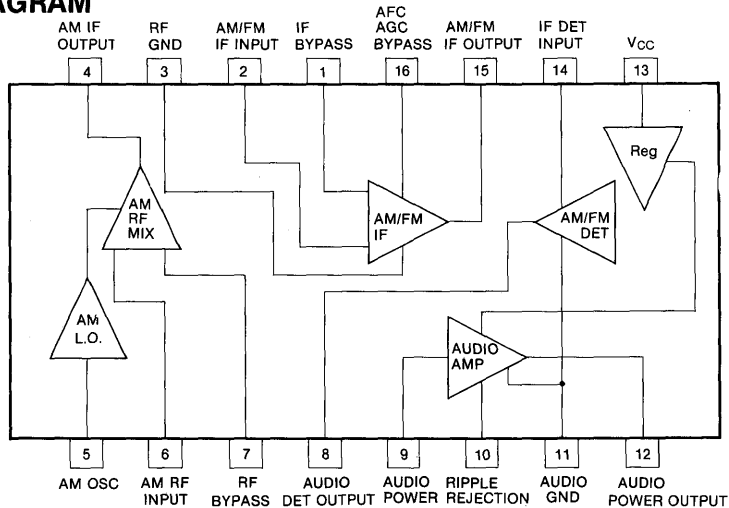 AGRAM
AM IF
OUTPUT
RF
GND
AM/FM
IF INPUT
IF
BYPASS
AFC
AGC
BYPASS
AM/FM
IF OUTPUT
IF DET
INPUT
VCC
4
3
2
1
16
15
14
13
Reg
AM
RF
MIX
AM/FM
IF
AM/FM
DET
AM
L.O.
AUDIO
AMP
5
6
7
8
9
10
11
12
AM OSC
AM RF
INPUT
RF
BYPASS
AUDIO
DET OUTPUT
AUDIO
POWER
RIPPLE
REJECTION
AUDIO
GND
AUDIO
POWER OUTPUT